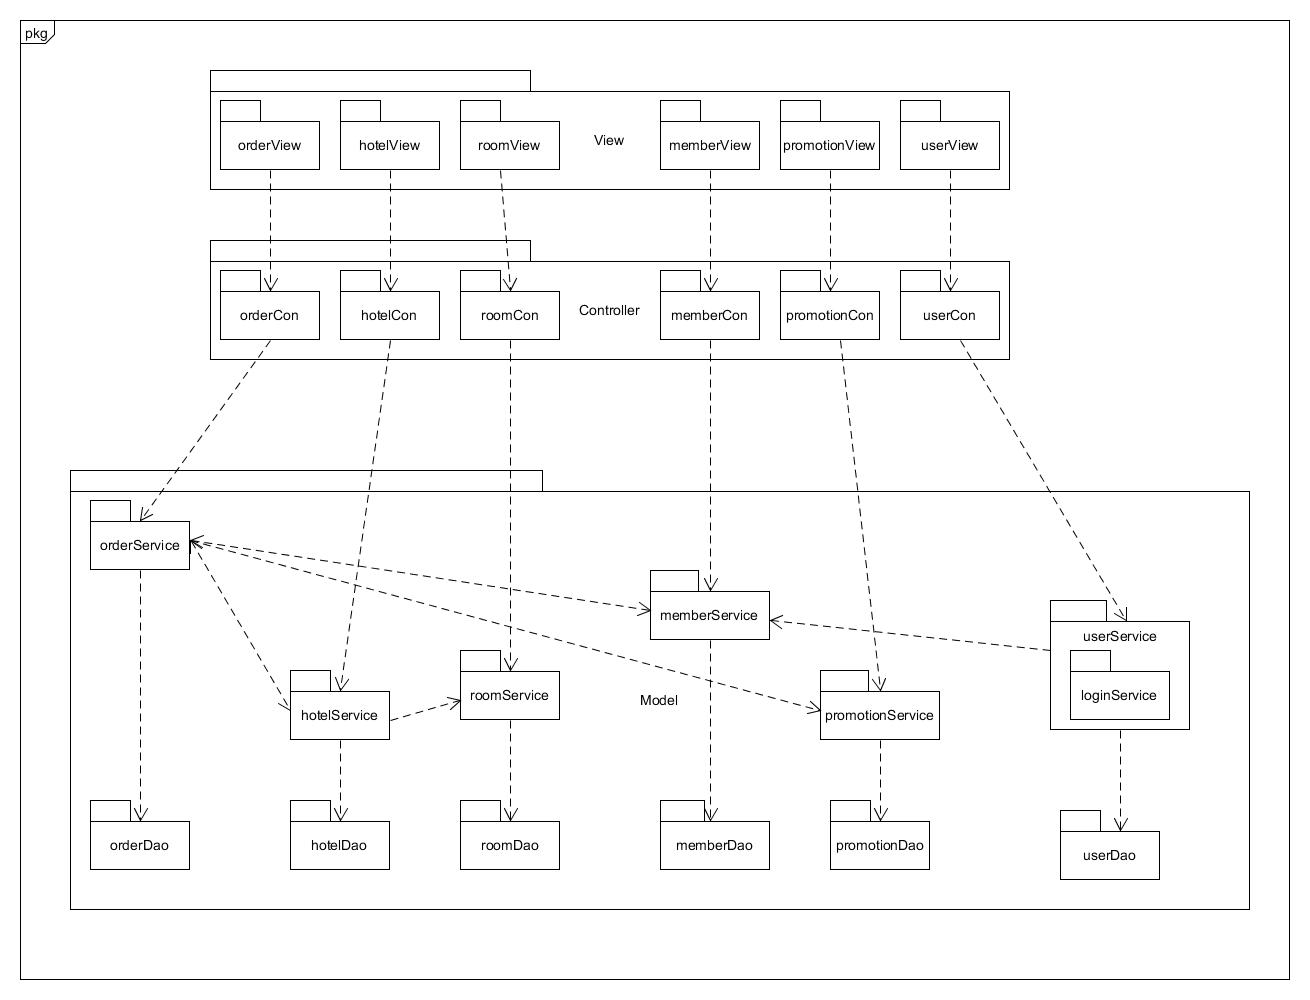 pkg
orderView
hotelView
roomView
View
memberView
promotionView
userView
orderCon
hotelCon
roomCon
Controller
memberCon
promotionCon
userCon
orderService
memberService
userService
loginService
hotelService
roomService
Model
promotionService
orderDao
hotelDao
roomDao
memberDao
promotionDao
userDao